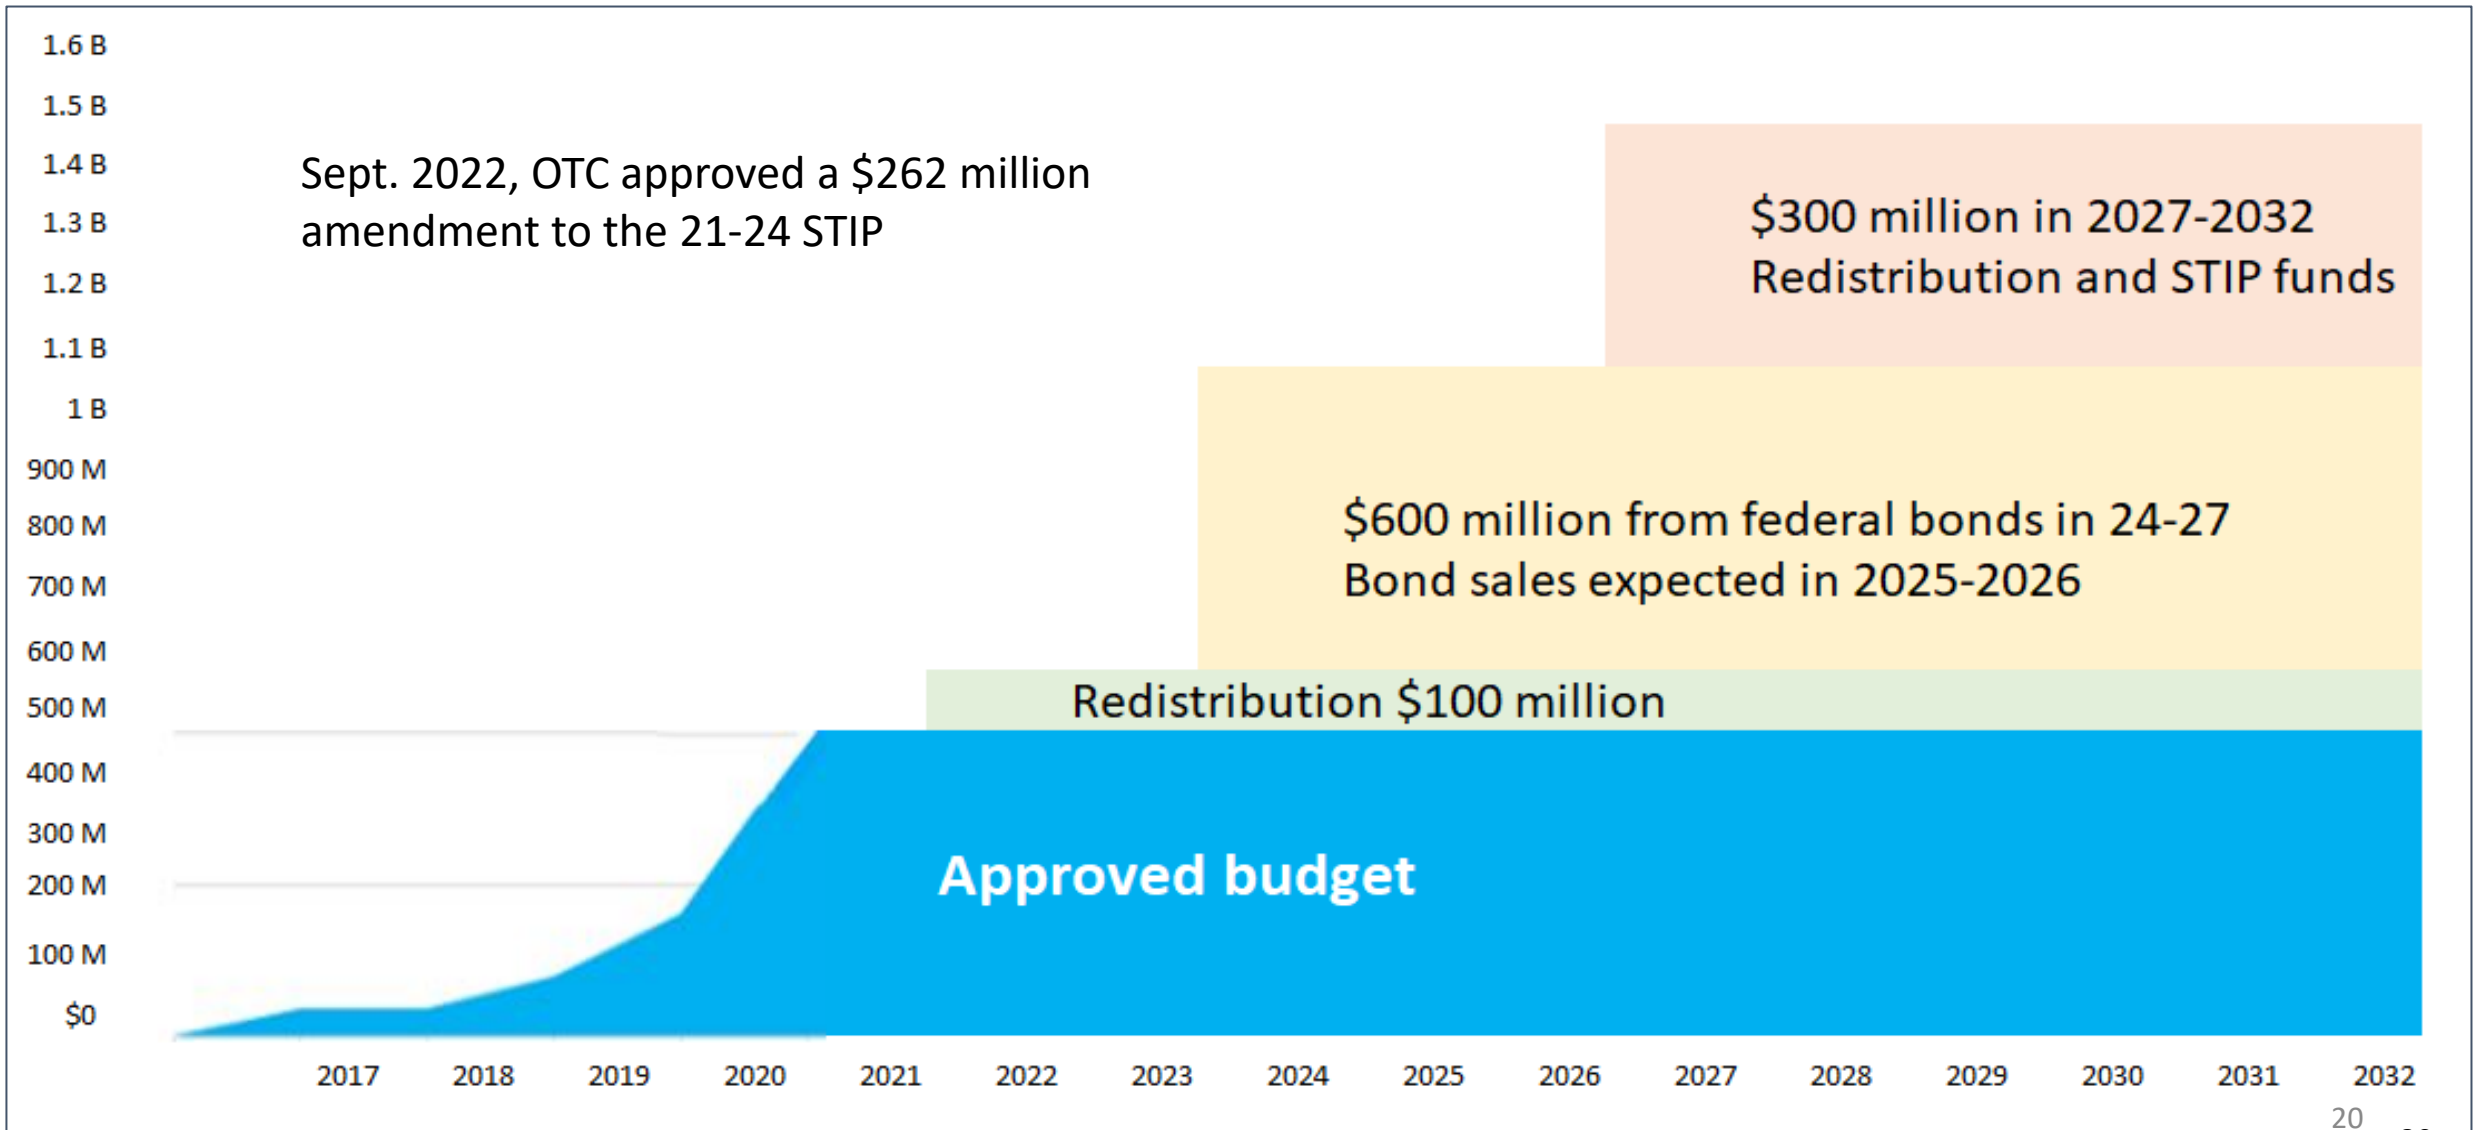 1.6 B
1.5 B
1.4 B
1.3 B
1.2 B
1.1 B
1 B
900 M
800 M
700 M
600 M
500 M
400 M
300 M
200 M
100 M
$0
Sept. 2022, OTC approved a $262 million
amendment to the 21-24 STIP
$300 million in 2027-2032
Redistribution and STIP funds
$600 million from federal bonds in 24-27
Bond sales expected in 2025-2026
Redistribution $100 million
Approved budget
2017 2018 2019 2020 2021 2022 2023 2024 2025 2026 2027 2028 2029 2030 2031 2032
20